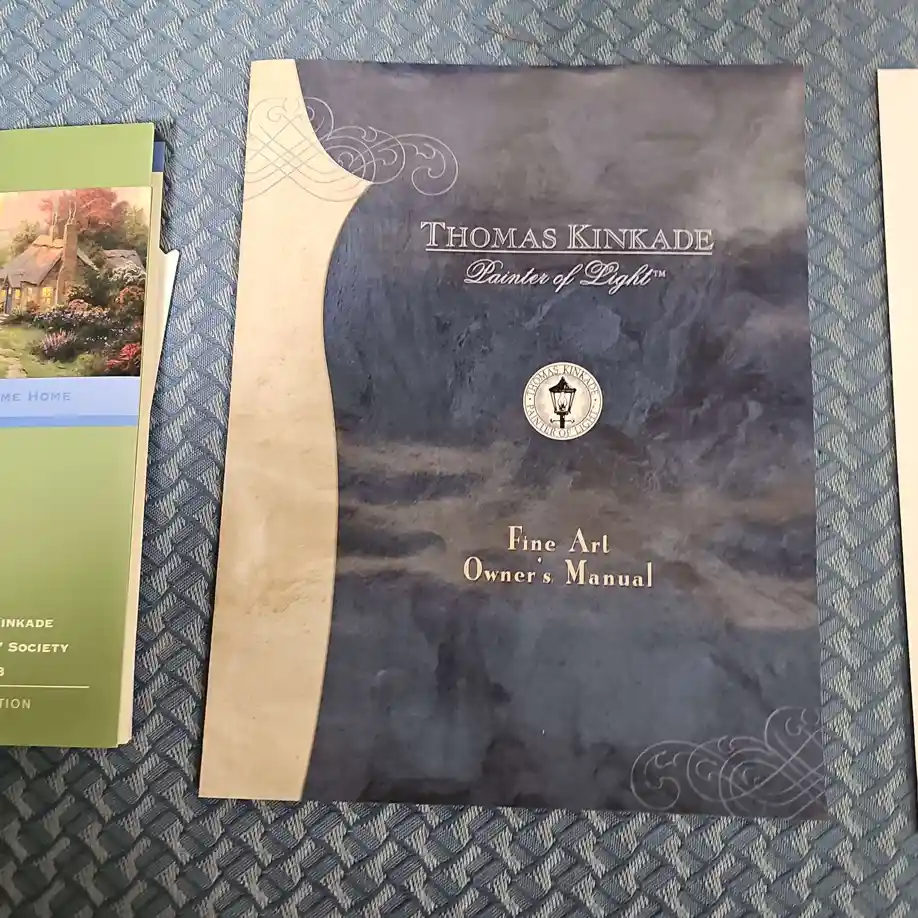 ME HOME
INKADE
SOCIETY
TION
THOMAS KINKADE
Painter of Light™
THOMAS KINKADE
PAINTER OF LIGHT
Fine Art
Owner's Manual